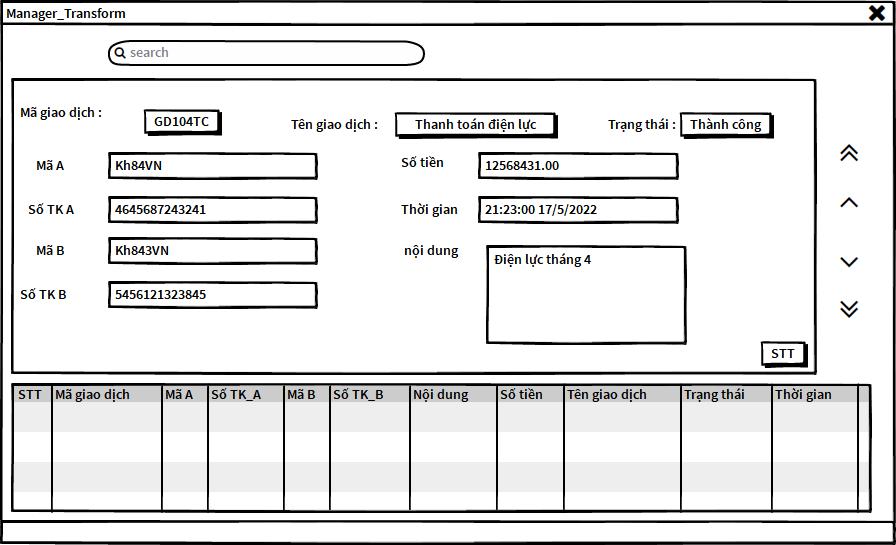 Manager_Transform
search
Mã giao dịch :
GD104TC
Tên giao dịch :
Thanh toán điện lực
Trạng thái :
Thành công
Mã A
Kh84VN
Số tiền
12568431.00
Số TK A
4645687243241
Thời gian
21:23:00 17/5/2022
Mã B
Kh843VN
nội dung
Điện lực tháng 4
Số TK B
5456121323845
STT
STT Mã giao dịch Mã A Số TK_A Mã B Số TK_B Nội dung Số tiền Tên giao dịch Trạng thái Thời gian